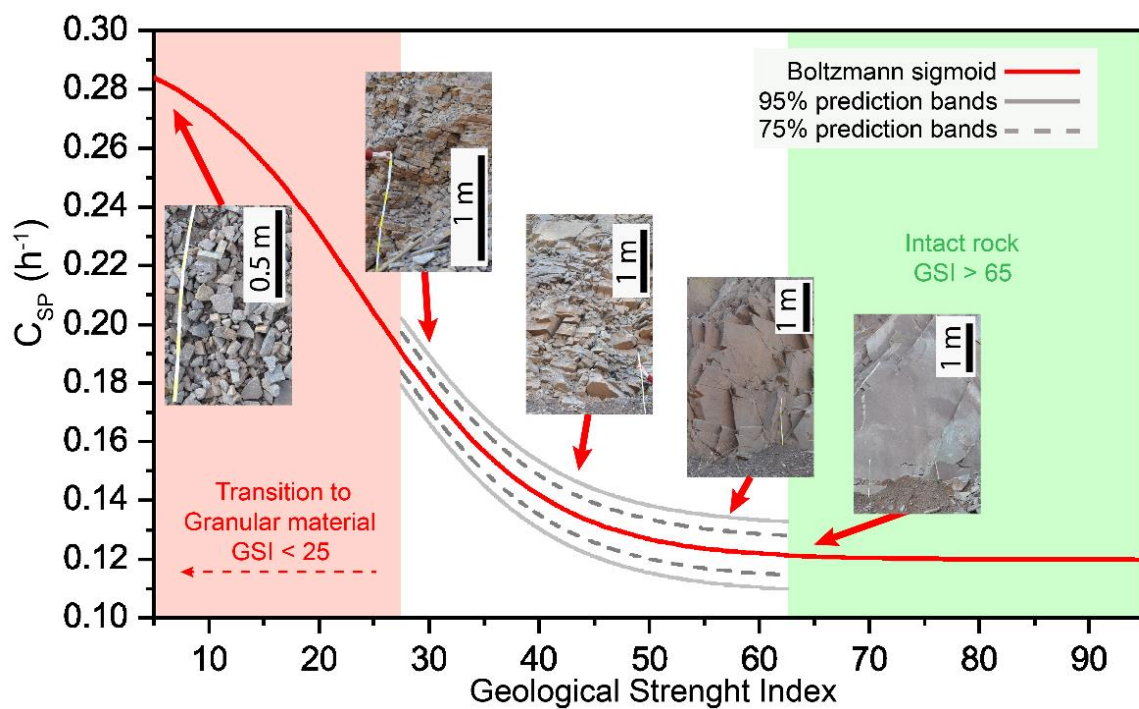 0.30
0.28
0.26
0.24
0.22
0.20
0.18
0.16
0.14
0.12
0.10
C_SP (h⁻¹)
Boltzmann sigmoid
95% prediction bands
75% prediction bands
0.5 m
1 m
1 m
1 m
1 m
Intact rock
GSI > 65
Transition to
Granular material
GSI < 25
10 20 30 40 50 60 70 80 90
Geological Strenght Index